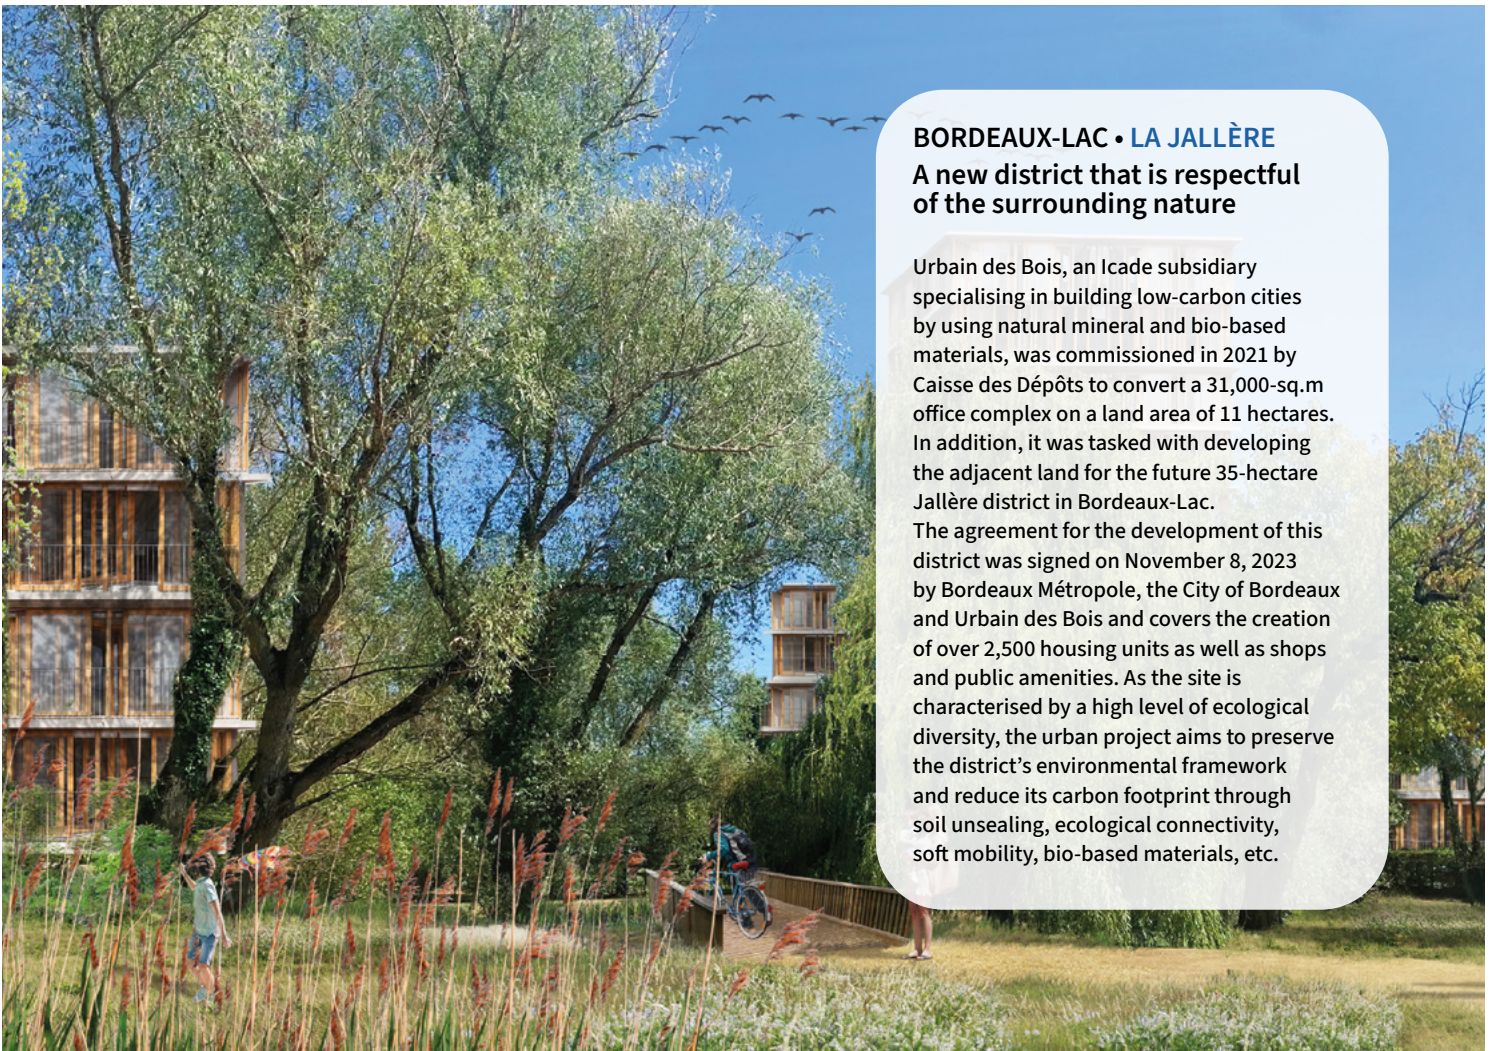 BORDEAUX-LAC • LA JALLÈRE
A new district that is respectful
of the surrounding nature
Urbain des Bois, an Icade subsidiary
specialising in building low-carbon cities
by using natural mineral and bio-based
materials, was commissioned in 2021 by
Caisse des Dépôts to convert a 31,000-sq.m
office complex on a land area of 11 hectares.
In addition, it was tasked with developing
the adjacent land for the future 35-hectare
Jallère district in Bordeaux-Lac.
The agreement for the development of this
district was signed on November 8, 2023
by Bordeaux Métropole, the City of Bordeaux
and Urbain des Bois and covers the creation
of over 2,500 housing units as well as shops
and public amenities. As the site is
characterised by a high level of ecological
diversity, the urban project aims to preserve
the district’s environmental framework
and reduce its carbon footprint through
soil unsealing, ecological connectivity,
soft mobility, bio-based materials, etc.